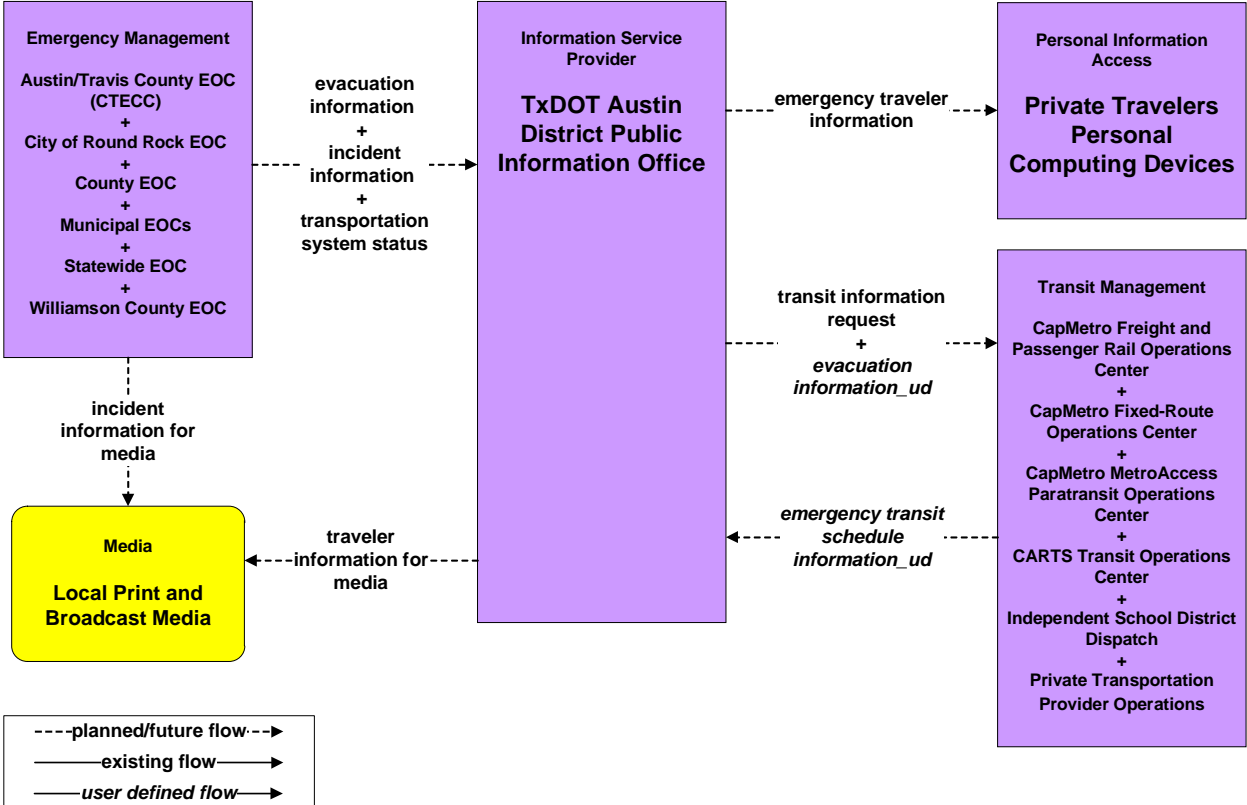 Emergency Management
Austin/Travis County EOC
(CTECC)
+
City of Round Rock EOC
+
County EOC
+
Municipal EOCs
+
Statewide EOC
+
Williamson County EOC
evacuation
information
+
incident
information
+
transportation
system status
Information Service
Provider
TxDOT Austin
District Public
Information Office
emergency traveler
information
Personal Information
Access
Private Travelers
Personal
Computing Devices
transit information
request
+
evacuation
information_ud
Transit Management
CapMetro Freight and
Passenger Rail Operations
Center
+
CapMetro Fixed-Route
Operations Center
+
CapMetro MetroAccess
Paratransit Operations
Center
+
CARTS Transit Operations
Center
+
Independent School District
Dispatch
+
Private Transportation
Provider Operations
emergency transit
schedule
information_ud
incident
information for
media
Media
Local Print and
Broadcast Media
traveler
information for
media
planned/future flow
existing flow
user defined flow